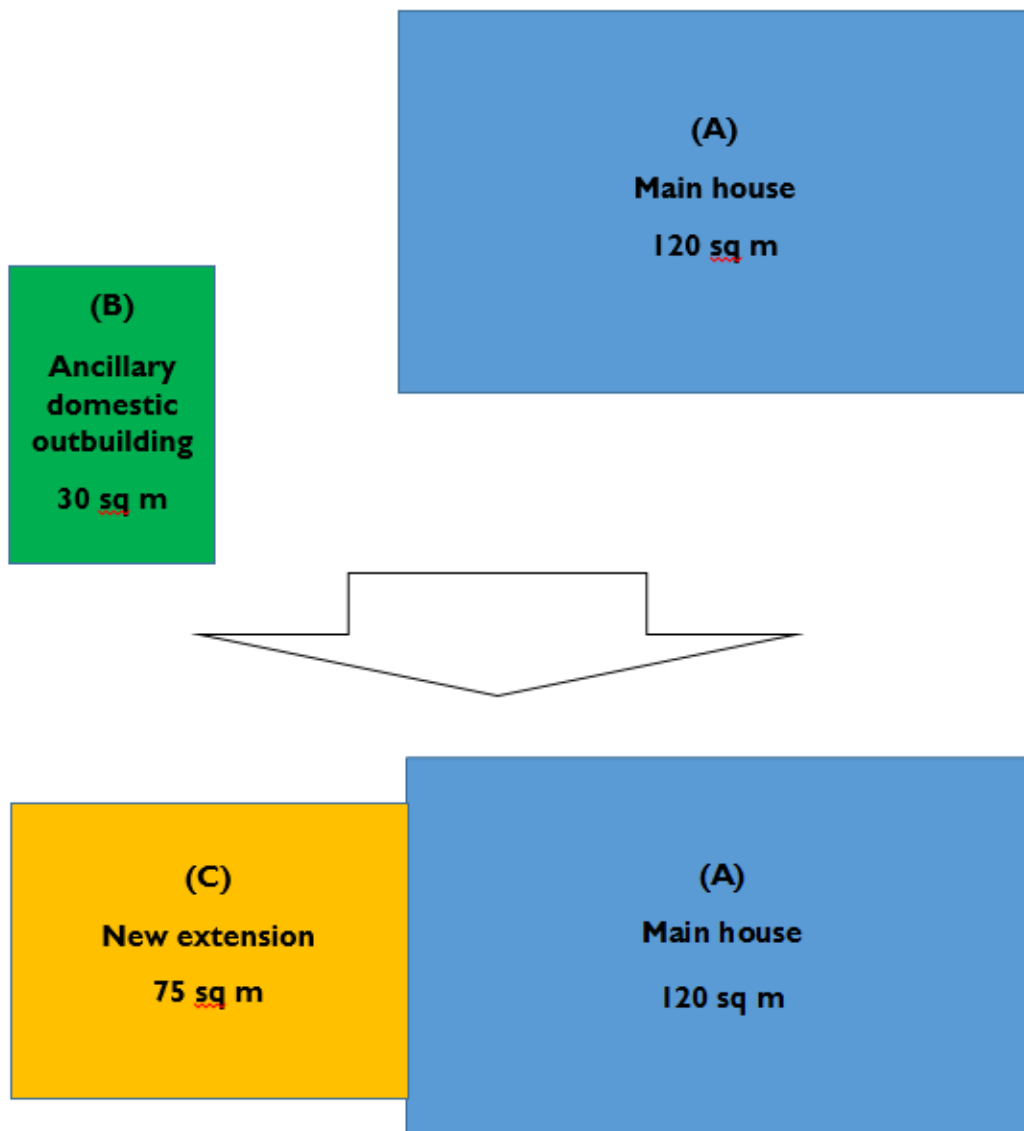 (A)
Main house
120 sq m
(B)
Ancillary
domestic
outbuilding
30 sq m
(C)
New extension
75 sq m
(A)
Main house
120 sq m